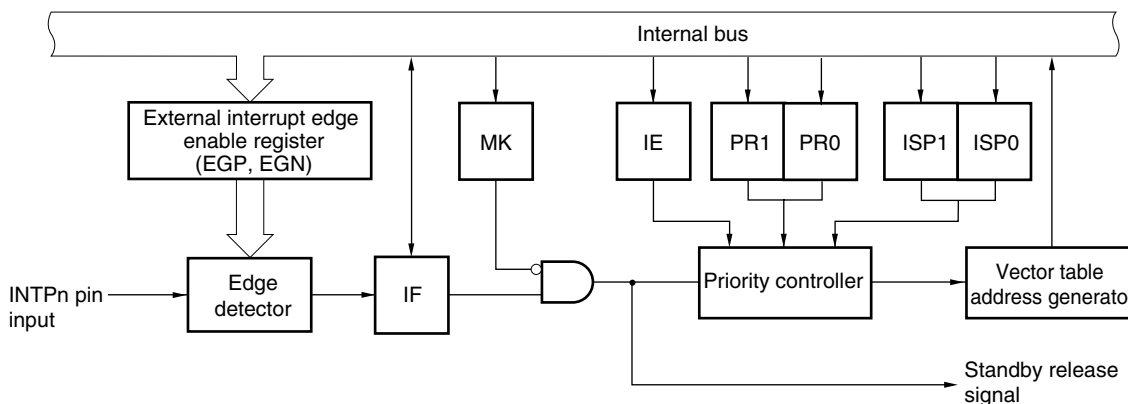 Internal bus
External interrupt edge
enable register
(EGP, EGN)
MK
IE
PR1
PR0
ISP1
ISP0
INTPn pin
input
Edge
detector
IF
Priority controller
Vector table
address generato
Standby release
signal